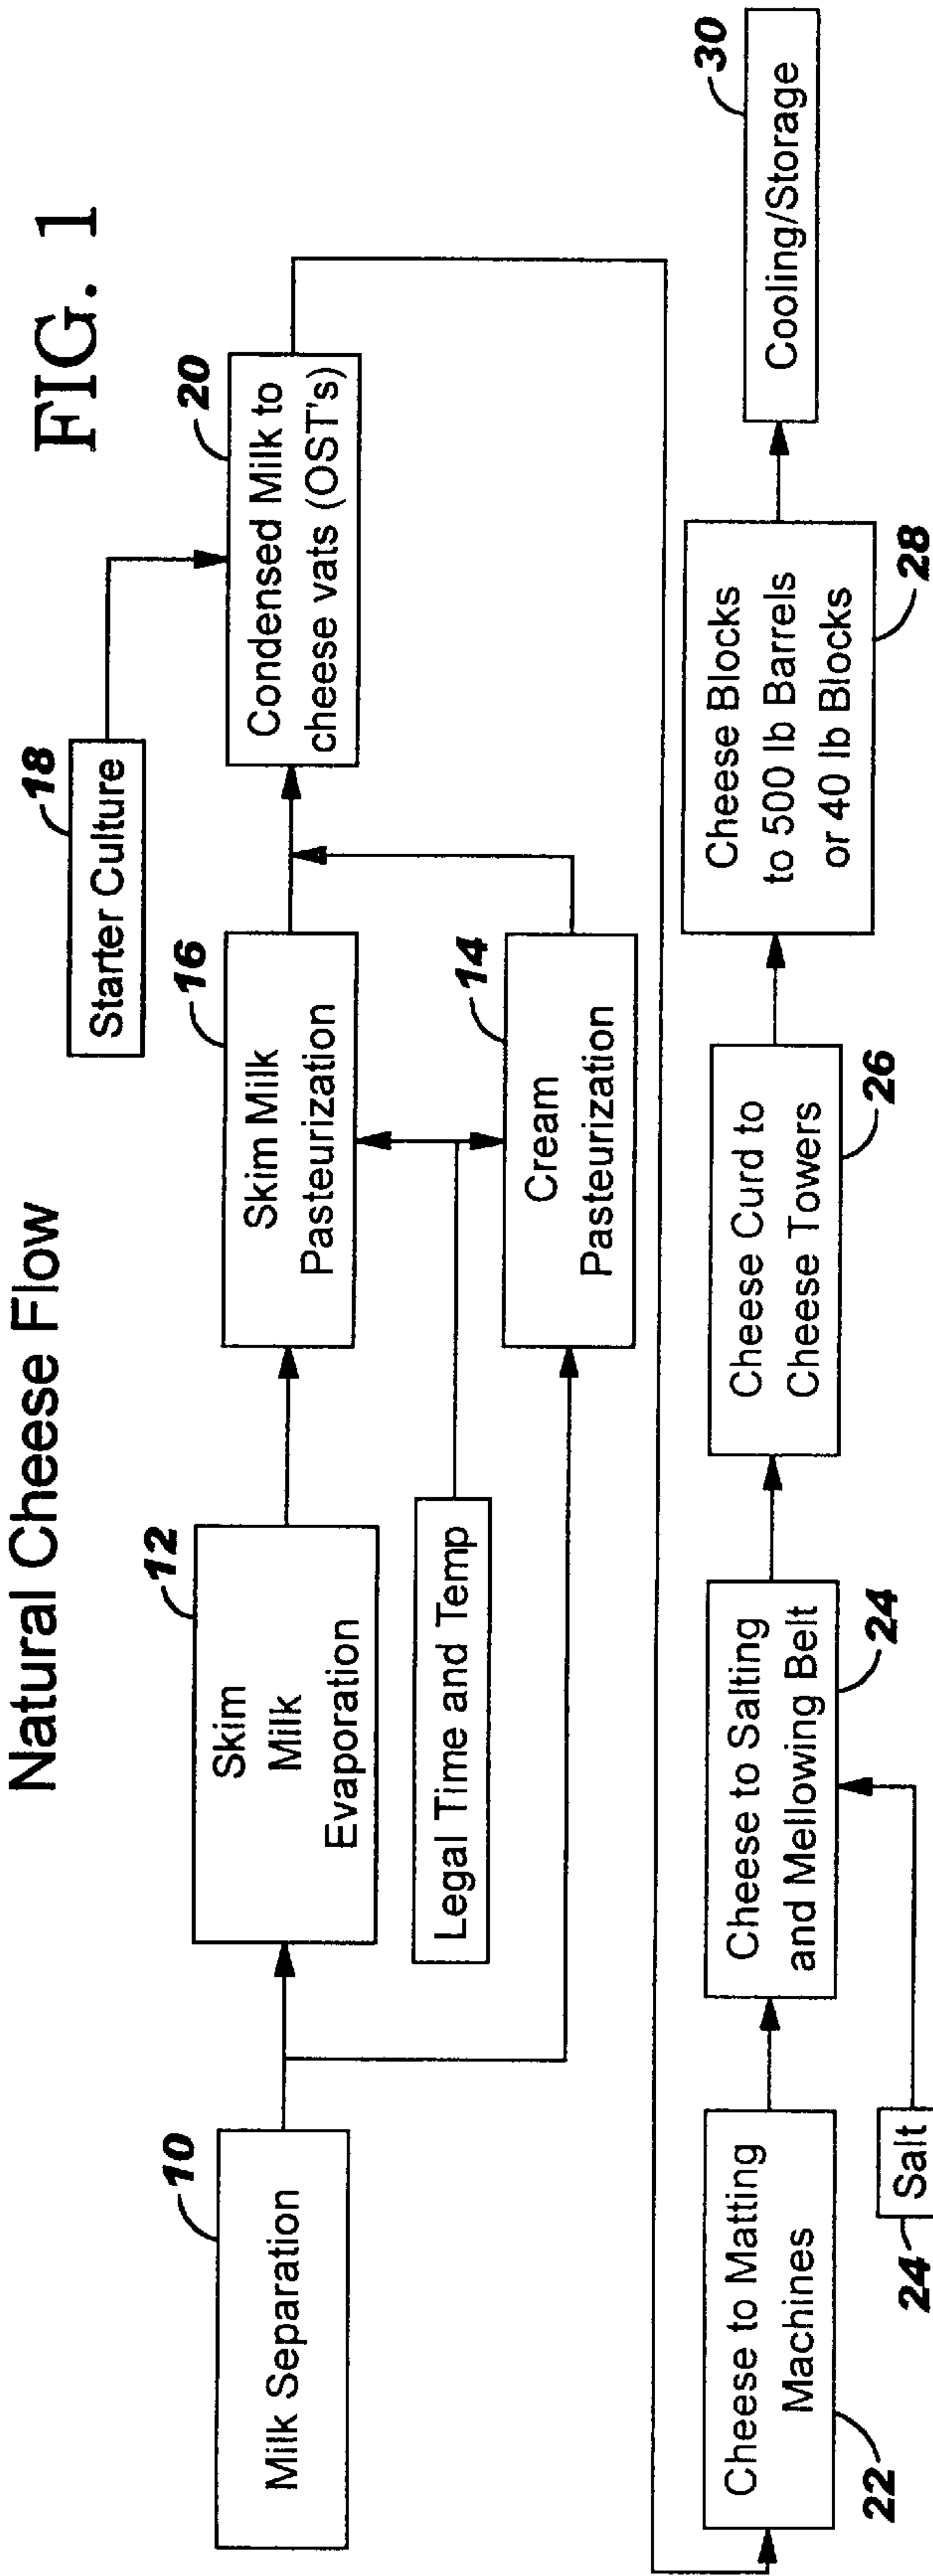 Natural Cheese Flow
FIG. 1
10
Milk Separation
12
Skim
Milk
Evaporation
Legal Time and Temp
16
Skim Milk
Pasteurization
14
Cream
Pasteurization
18
Starter Culture
20
Condensed Milk to
cheese vats (OST's)
Cheese to Matting
Machines
22
Salt
24
Cheese to Salting
and Mellowing Belt
24
Cheese Curd to
Cheese Towers
26
Cheese Blocks
to 500 lb Barrels
or 40 lb Blocks
28
30
Cooling/Storage